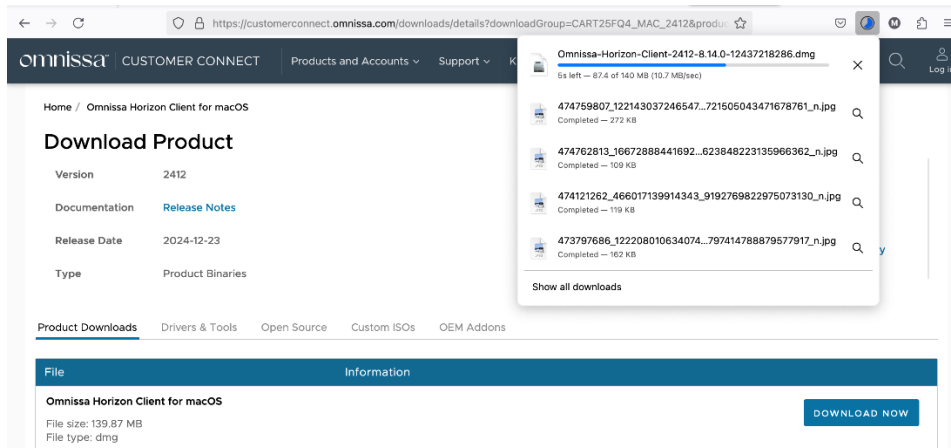 https://customerconnect.omnissa.com/downloads/details?downloadGroup=CART25FQ4_MAC_2412&produc
omnissa CUSTOMER CONNECT Products and Accounts Support K
Log in
Omnissa-Horizon-Client-2412-8.14.0-12437218286.dmg
5s left — 87.4 of 140 MB (10.7 MB/sec)
474759807_122143037246547...721505043471678761_n.jpg
Completed — 272 KB
474762813_16672888441692...623848223135966362_n.jpg
Completed — 109 KB
474121262_466017139914343_9192769822975073130_n.jpg
Completed — 119 KB
473797686_122208010634074...797414788879577917_n.jpg
Completed — 162 KB
Show all downloads
Home / Omnissa Horizon Client for macOS
Download Product
Version 2412
Documentation Release Notes
Release Date 2024-12-23
y
Type Product Binaries
Product Downloads Drivers & Tools Open Source Custom ISOs OEM Addons
File Information
Omnissa Horizon Client for macOS
File size: 139.87 MB
File type: dmg
DOWNLOAD NOW